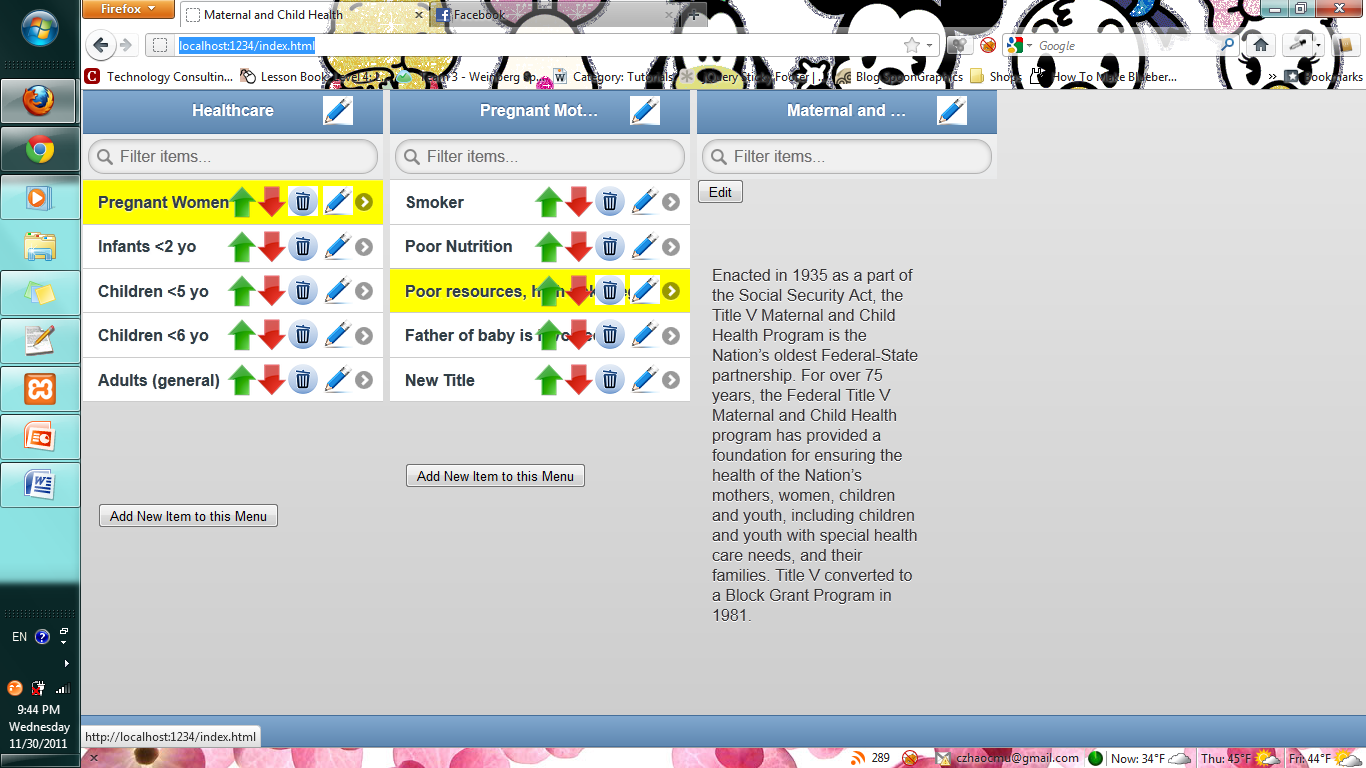 Firefox
Maternal and Child Health
Facebook
localhost:1234/index.html
Google
Technology Consultin...
Lesson Book
Team 3 -
Category: Tutorials
jQuery Sticky Footer | ...
Blog.SpoonGraphics
Shops
How To Make Blueber...
Bookmarks
Healthcare
Pregnant Mot...
Maternal and ...
Filter items...
Filter items...
Filter items...
Pregnant Women
Infants <2 yo
Children <5 yo
Children <6 yo
Adults (general)
Add New Item to this Menu
Smoker
Poor Nutrition
Poor resources,
Father of baby is
New Title
Add New Item to this Menu
Edit
Enacted in 1935 as a part of
the Social Security Act, the
Title V Maternal and Child
Health Program is the
Nation's oldest Federal-State
partnership. For over 75
years, the Federal Title V
Maternal and Child Health
program has provided a
foundation for ensuring the
health of the Nation's
mothers, women, children
and youth, including children
and youth with special health
care needs, and their
families. Title V converted to
a Block Grant Program in
1981.
EN
9:44 PM
Wednesday
11/30/2011
http://localhost:1234/index.html
289
czhaocmu@gmail.com
Now: 34°F
Thu: 45°F
Fri: 44°F